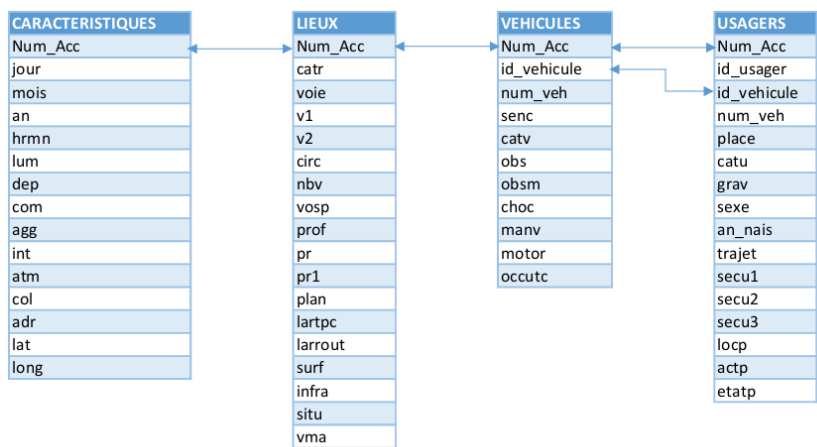 CARACTERISTIQUES
Num_Acc
jour
mois
an
hrmn
lum
dep
com
agg
int
atm
col
adr
lat
long
LIEUX
Num_Acc
catr
voie
v1
v2
circ
nbv
vosp
prof
pr
pr1
plan
lartpc
larrout
surf
infra
situ
vma
VEHICULES
Num_Acc
id_vehicule
num_veh
senc
catv
obs
obsm
choc
manv
motor
occutc
USAGERS
Num_Acc
id_usager
id_vehicule
num_veh
place
catu
grav
sexe
an_nais
trajet
secu1
secu2
secu3
locp
actp
etatp